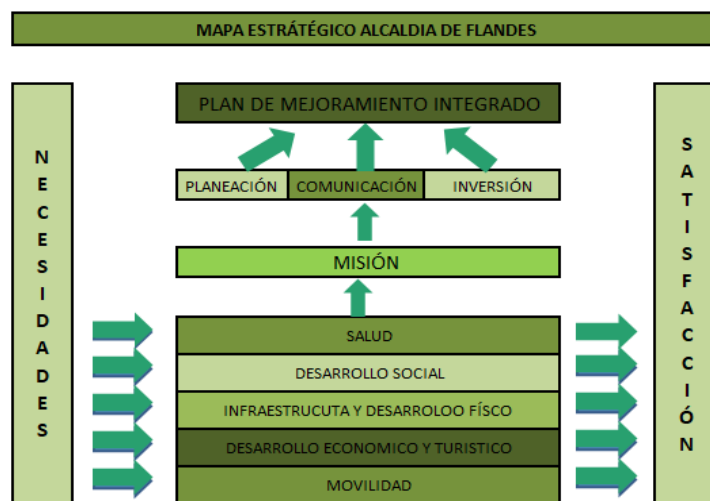 MAPA ESTRÁTÉGICO ALCALDIA DE FLANDES
PLAN DE MEJORAMIENTO INTEGRADO
PLANEACIÓN
COMUNICACIÓN
INVERSIÓN
MISIÓN
NECESIDADES
SALUD
DESARROLLO SOCIAL
INFRAESTRUCUTA Y DESARROLOO FÍSCO
DESARROLLO ECONOMICO Y TURISTICO
MOVILIDAD
SATISFACCIÓN